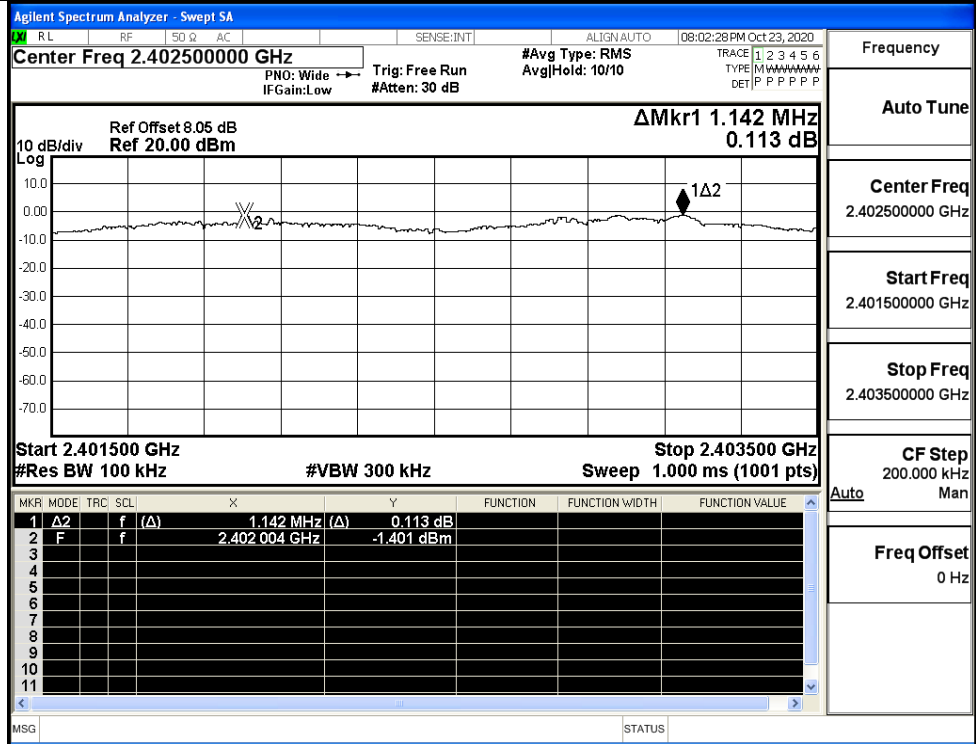 Agilent Spectrum Analyzer - Swept SA
LXI RL RF 50 Ω AC SENSE:INT ALIGNAUTO 08:02:28 PM Oct 23, 2020
Center Freq 2.402500000 GHz #Avg Type: RMS TRACE 1 2 3 4 5 6
PNO: Wide Trig: Free Run Avg|Hold: 10/10 TYPE M WWWWW
IFGain:Low #Atten: 30 dB DET P P P P P P
Frequency
Auto Tune
Ref Offset 8.05 dB ΔMkr1 1.142 MHz
10 dB/div Ref 20.00 dBm 0.113 dB
Log
10.0
1Δ2
0.00
2
-10.0
-20.0
-30.0
-40.0
-50.0
-60.0
-70.0
Start 2.401500 GHz Stop 2.403500 GHz
#Res BW 100 kHz #VBW 300 kHz Sweep 1.000 ms (1001 pts)
MKR MODE TRC SCL X Y FUNCTION FUNCTION WIDTH FUNCTION VALUE
1 Δ2 f (Δ) 1.142 MHz (Δ) 0.113 dB
2 F f 2.402 004 GHz -1.401 dBm
3
4
5
6
7
8
9
10
11
Center Freq
2.402500000 GHz
Start Freq
2.401500000 GHz
Stop Freq
2.403500000 GHz
CF Step
200.000 kHz
Auto Man
Freq Offset
0 Hz
MSG STATUS